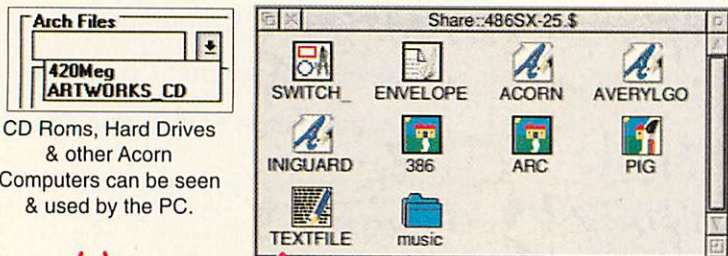 Arch Files
420Meg
ARTWORKS_CD
CD Roms, Hard Drives
& other Acorn
Computers can be seen
& used by the PC.
Share::486SX-25.$
SWITCH_ ENVELOPE ACORN AVERYLGO
INIGUARD 386 ARC PIG
TEXTFILE music